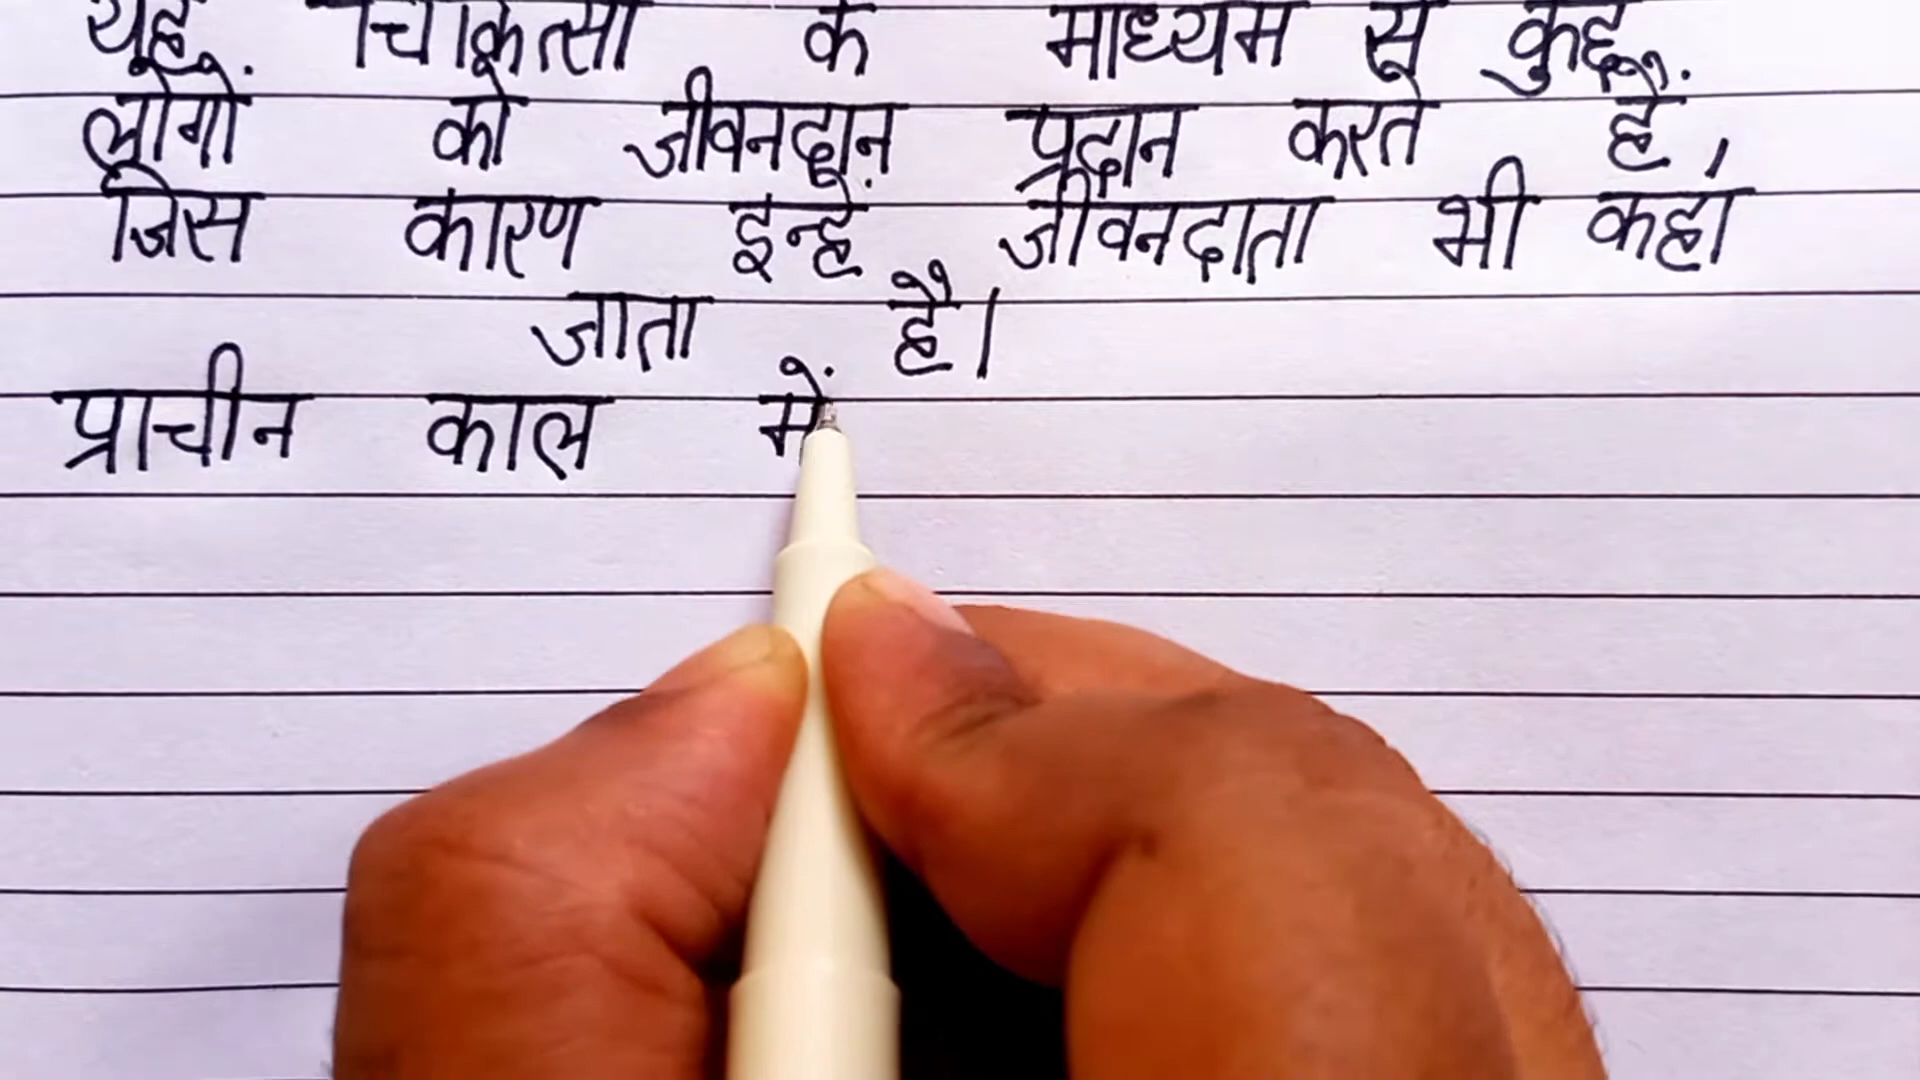 यह चिकित्सा के माध्यम से कुछ
लोगों को जीवनदान प्रदान करते हैं,
जिस कारण इन्हे जीवनदाता भी कहा
जाता है।
प्राचीन काल में